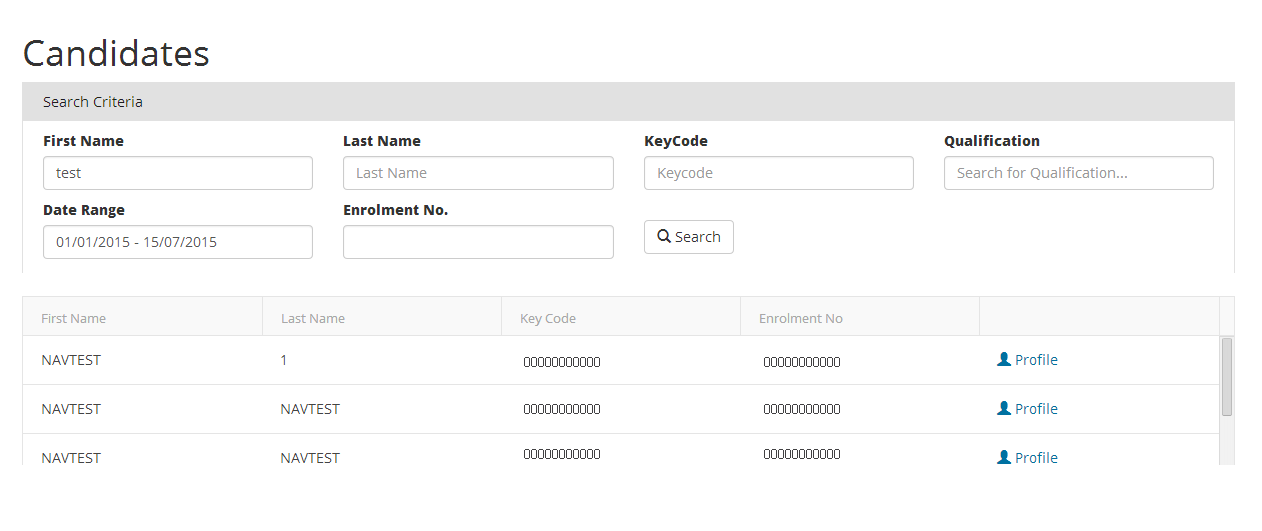 Candidates
Search Criteria
First Name Last Name KeyCode Qualification
test Last Name Keycode Search for Qualification...
Date Range Enrolment No.
01/01/2015 - 15/07/2015 Search
First Name Last Name Key Code Enrolment No
NAVTEST 1 00000000000 00000000000 Profile
NAVTEST NAVTEST 00000000000 00000000000 Profile
NAVTEST NAVTEST 00000000000 00000000000 Profile